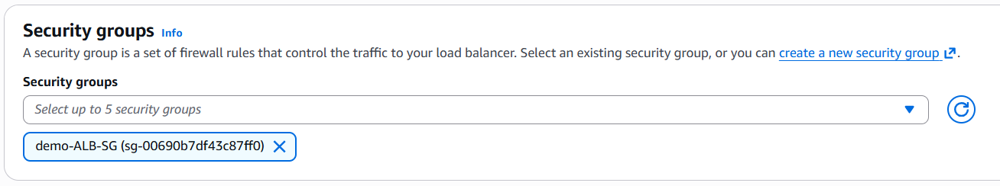 Security groups Info
A security group is a set of firewall rules that control the traffic to your load balancer. Select an existing security group, or you can create a new security group.
Security groups
Select up to 5 security groups
demo-ALB-SG (sg-00690b7df43c87ff0)